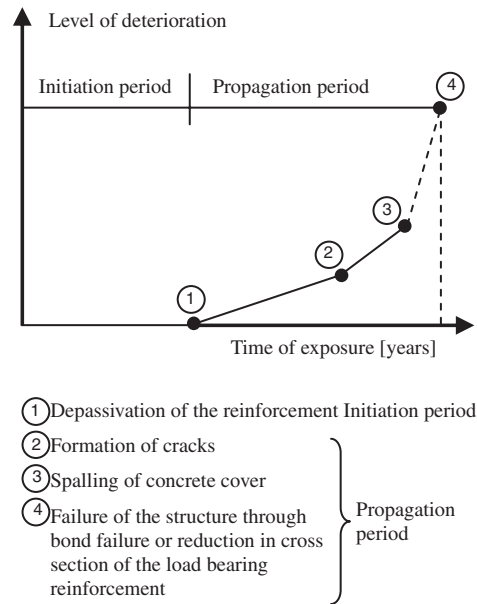 Level of deterioration
Initiation period
Propagation period
4
3
2
1
Time of exposure [years]
1 Depassivation of the reinforcement Initiation period
2 Formation of cracks
3 Spalling of concrete cover
4 Failure of the structure through
bond failure or reduction in cross
section of the load bearing
reinforcement
Propagation
period